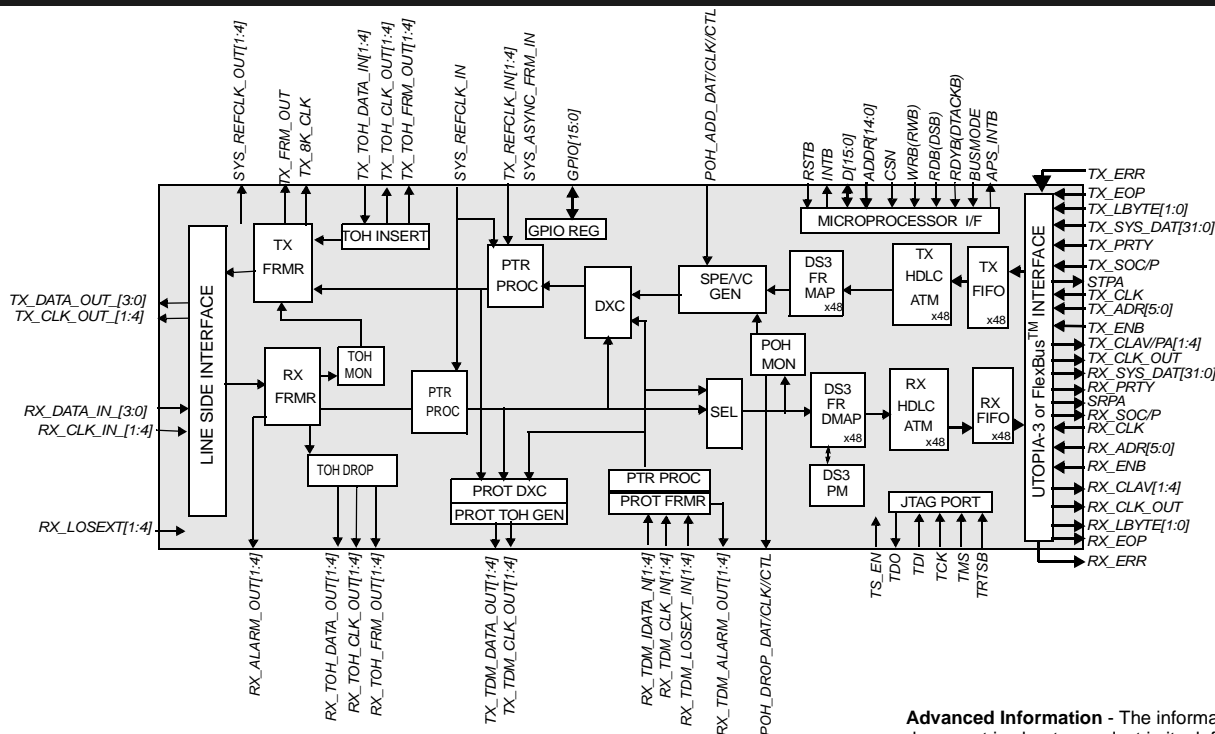 SYS_REFCLK_OUT[1:4]
TX_FRM_OUT
TX_8K_CLK
TX_TOH_DATA_IN[1:4]
TX_TOH_CLK_OUT[1:4]
TX_TOH_FRM_OUT[1:4]
SYS_REFCLK_IN
TX_REFCLK_IN[1:4]
SYS_ASYNC_FRM_IN
GPIO[15:0]
POH_ADD_DAT/CLK//CTL
RSTB
INTB
D[15:0]
ADDR[14:0]
CSN
WRB(RWB)
RDB(DSB)
RDYB(DTACKB)
BUSMODE
APS_INTB
LINE SIDE INTERFACE
TX
FRMR
TOH INSERT
PTR
PROC
GPIO REG
DXC
SPE/VC
GEN
MICROPROCESSOR I/F
DS3
FR
MAP
x48
TX
HDLC
ATM
x48
TX
FIFO
x48
UTOPIA-3 or FlexBus™ INTERFACE
RX
FRMR
TOH
MON
PTR
PROC
POH
MON
SEL
DS3
FR
DMAP
x48
RX
HDLC
ATM
x48
RX
FIFO
x48
TOH DROP
PROT DXC
PROT TOH GEN
PTR PROC
PROT FRMR
DS3
PM
JTAG PORT
TX_DATA_OUT_[3:0]
TX_CLK_OUT_[1:4]
RX_DATA_IN_[3:0]
RX_CLK_IN_[1:4]
RX_LOSEXT[1:4]
TX_ERR
TX_EOP
TX_LBYTE[1:0]
TX_SYS_DAT[31:0]
TX_PRTY
TX_SOC/P
STPA
TX_CLK
TX_ADR[5:0]
TX_ENB
TX_CLAV/PA[1:4]
TX_CLK_OUT
RX_SYS_DAT[31:0]
RX_PRTY
SRPA
RX_SOC/P
RX_CLK
RX_ADR[5:0]
RX_ENB
RX_CLAV[1:4]
RX_CLK_OUT
RX_LBYTE[1:0]
RX_EOP
RX_ERR
RX_ALARM_OUT[1:4]
RX_TOH_DATA_OUT[1:4]
RX_TOH_CLK_OUT[1:4]
RX_TOH_FRM_OUT[1:4]
TX_TDM_DATA_OUT[1:4]
TX_TDM_CLK_OUT[1:4]
RX_TDM_IDATA_N[1:4]
RX_TDM_CLK_IN[1:4]
RX_TDM_LOSEXT_IN[1:4]
RX_TDM_ALARM_OUT[1:4]
POH_DROP_DAT/CLK//CTL
TS_EN
TDO
TDI
TCK
TMS
TRTSB
Advanced Information - The informa